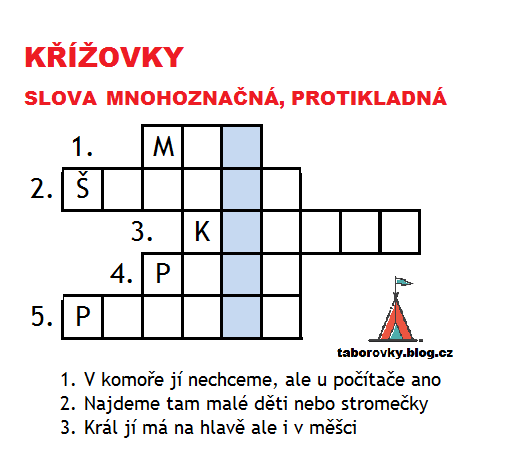 KŘÍŽOVKY
SLOVA MNOHOZNAČNÁ, PROTIKLADNÁ
1. M
2. Š
3. K
4. P
5. P
taborovky.blog.cz
1. V komoře jí nechceme, ale u počítače ano
2. Najdeme tam malé děti nebo stromečky
3. Král jí má na hlavě ale i v měšci